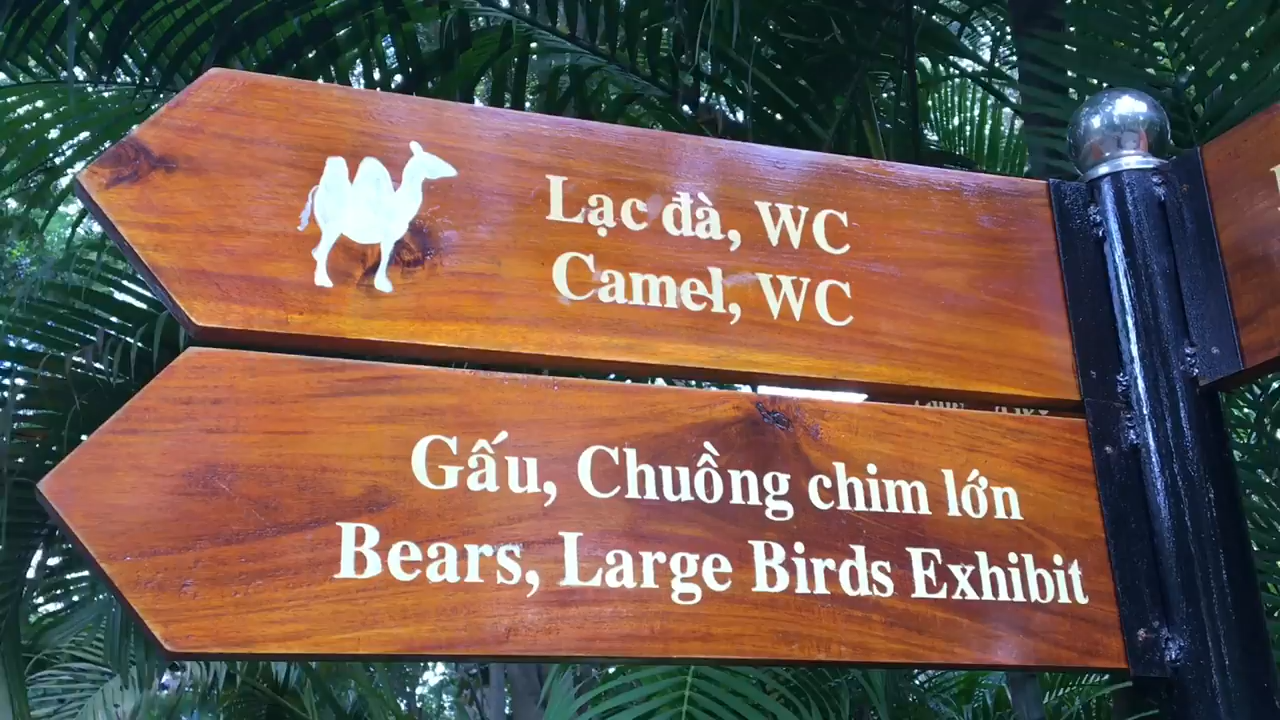 Lạc đà, WC
Camel, WC
Gấu, Chuồng chim lớn
Bears, Large Birds Exhibit